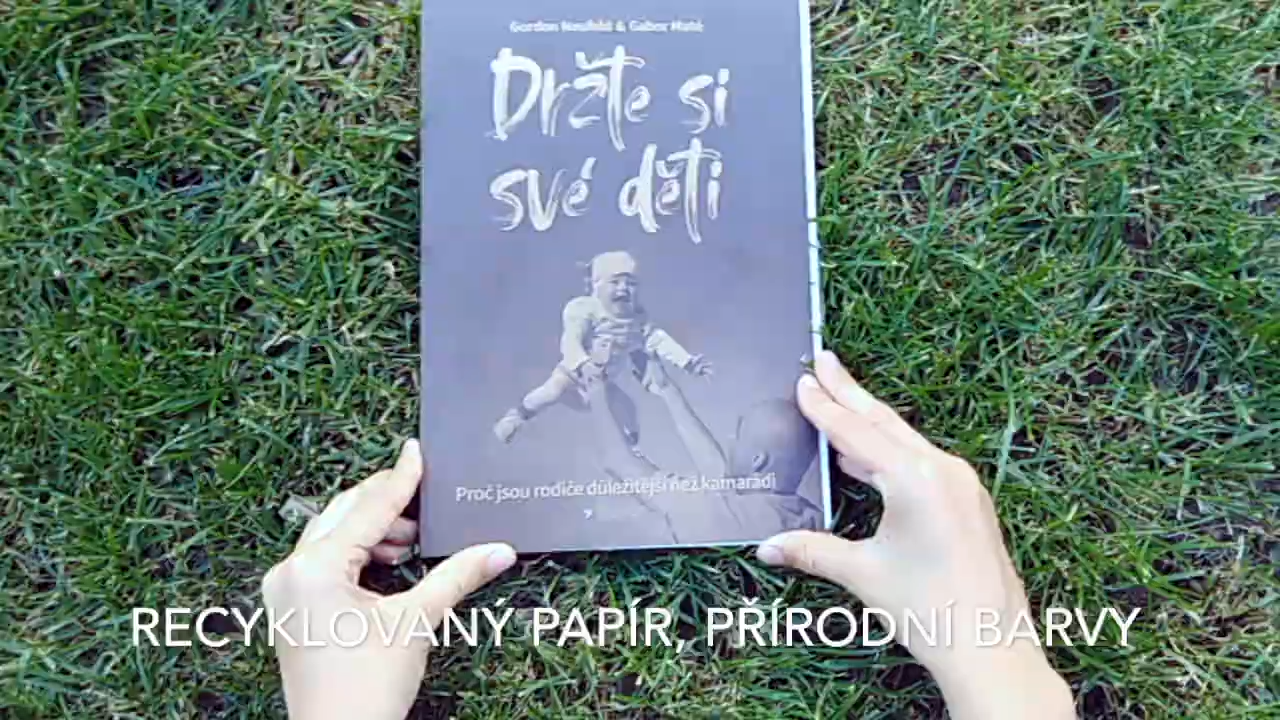 Gordon Neufeld & Gabor Maté
Držte si
své děti
Proč jsou rodiče důležitější než kamarádi
RECYKLOVANÝ PAPÍR, PŘÍRODNÍ BARVY